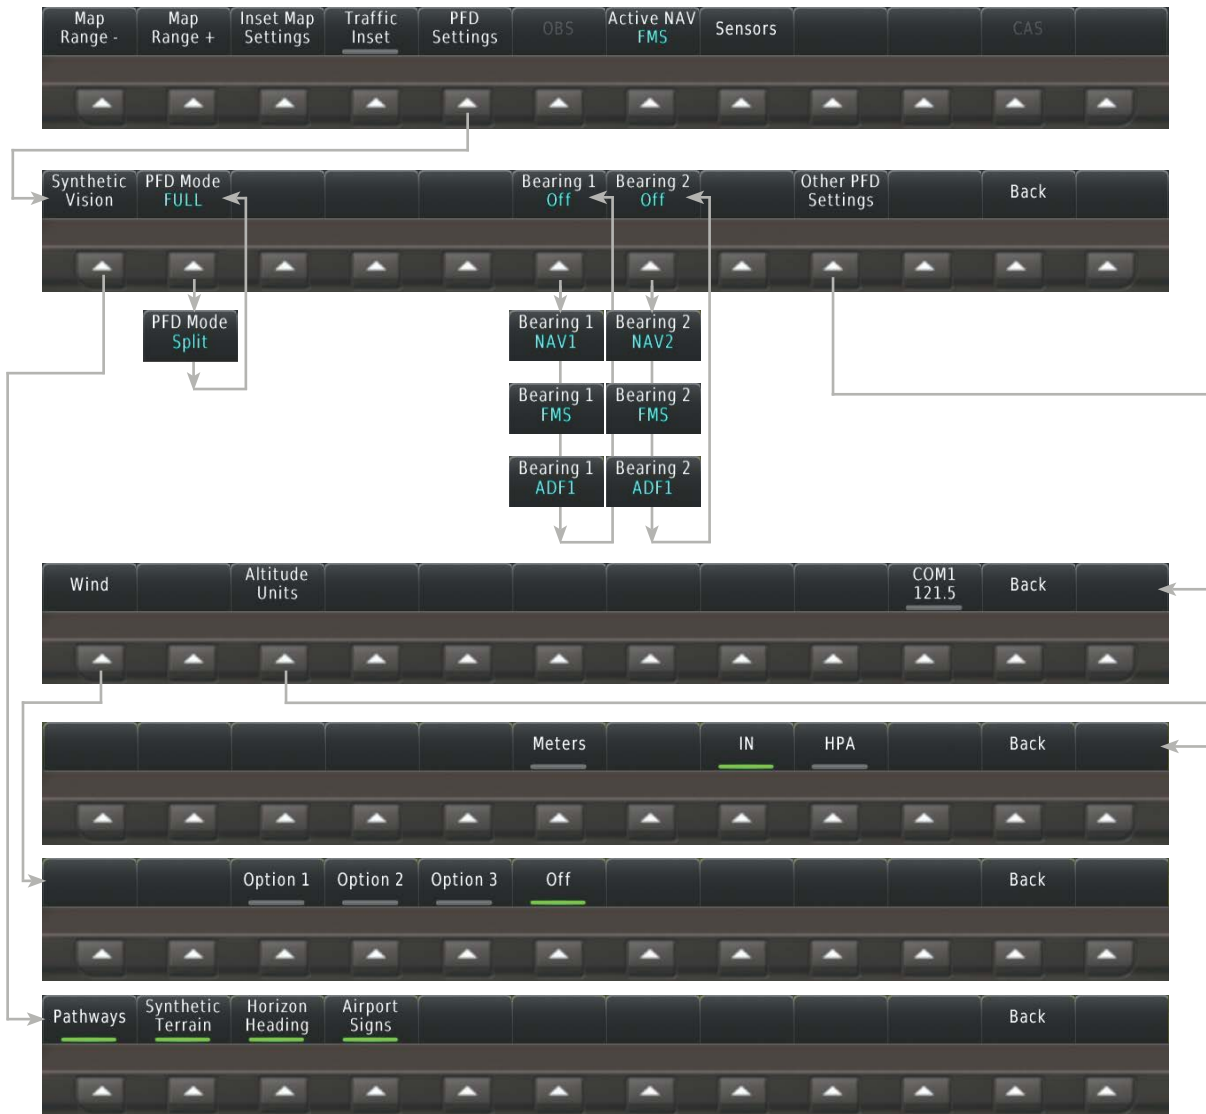 Map
Range -
Map
Range +
Inset Map
Settings
Traffic
Inset
PFD
Settings
OBS
Active NAV
FMS
Sensors
CAS
Synthetic
Vision
PFD Mode
FULL
Bearing 1
Off
Bearing 2
Off
Other PFD
Settings
Back
PFD Mode
Split
Bearing 1
NAV1
Bearing 2
NAV2
Bearing 1
FMS
Bearing 2
FMS
Bearing 1
ADF1
Bearing 2
ADF1
Wind
Altitude
Units
COM1
121.5
Back
Meters
IN
HPA
Back
Option 1
Option 2
Option 3
Off
Back
Pathways
Synthetic
Terrain
Horizon
Heading
Airport
Signs
Back